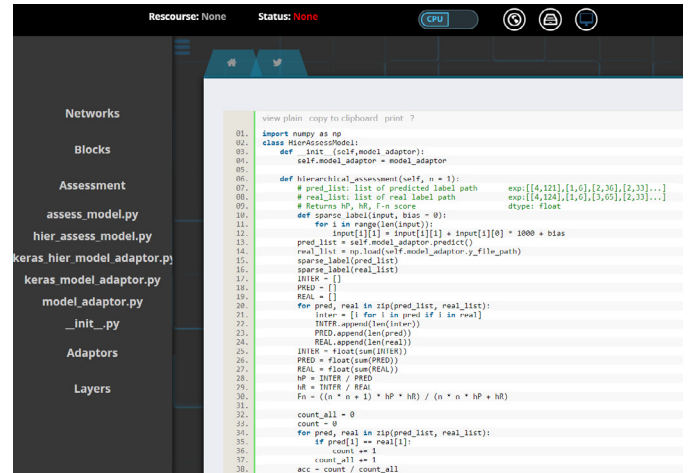 Rescourse: None Status: None CPU
Networks
Blocks
Assessment
assess_model.py
hier_assess_model.py
keras_hier_model_adaptor.py
keras_model_adaptor.py
model_adaptor.py
__init__.py
Adaptors
Layers
view plain copy to clipboard print ?
01. import numpy as np
02. class HierAssessModel:
03. def __init__(self,model_adaptor):
04. self.model_adaptor = model_adaptor
05.
06. def hierarchical_assessment(self, n = 1):
07. # pred_list: list of predicted label path exp:[[4,121],[1,6],[2,36],[2,33]...]
08. # real_list: list of real label path exp:[[4,124],[1,6],[3,65],[2,33]...]
09. # Returns hP, hR, F-n score dtype: float
10. def sparse_label(input, bias = 0):
11. for i in range(len(input)):
12. input[i][1] = input[i][1] + input[i][0] * 1000 + bias
13. pred_list = self.model_adaptor.predict()
14. real_list = np.load(self.model_adaptor.y_file_path)
15. sparse_label(pred_list)
16. sparse_label(real_list)
17. INTER = []
18. PRED = []
19. REAL = []
20. for pred, real in zip(pred_list, real_list):
21. inter = [i for i in pred if i in real]
22. INTER.append(len(inter))
23. PRED.append(len(pred))
24. REAL.append(len(real))
25. INTER = float(sum(INTER))
26. PRED = float(sum(PRED))
27. REAL = float(sum(REAL))
28. hP = INTER / PRED
29. hR = INTER / REAL
30. Fn = ((n * n + 1) * hP * hR) / (n * n * hP + hR)
31.
32. count_all = 0
33. count = 0
34. for pred, real in zip(pred_list, real_list):
35. if pred[1] == real[1]:
36. count += 1
37. count_all += 1
38. acc = count / count_all